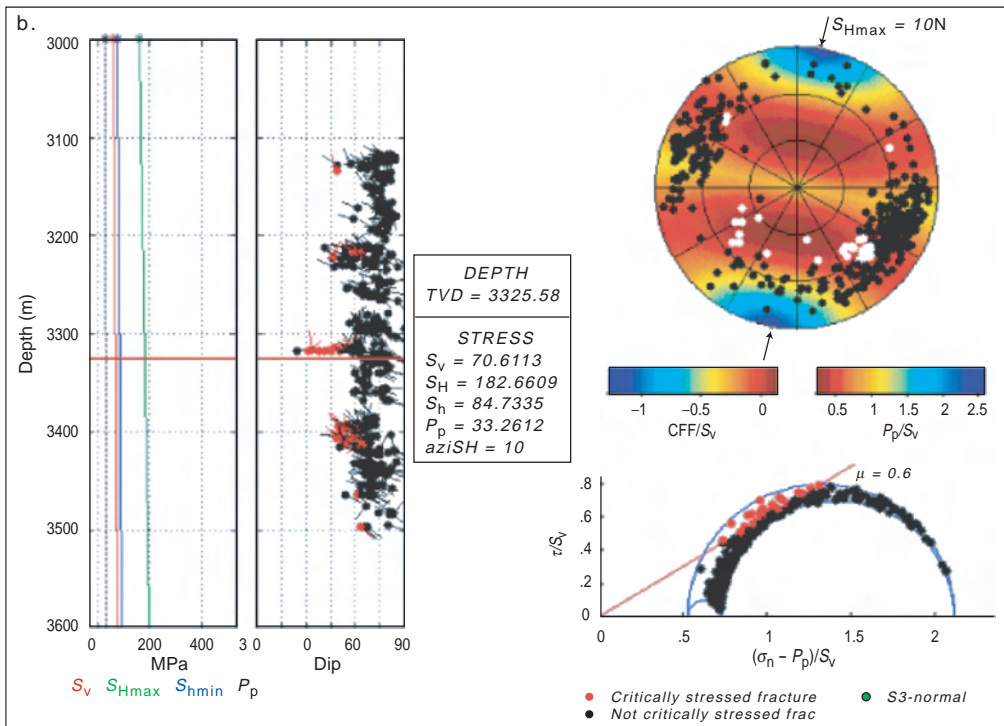 b.
3000
3100
3200
3300
3400
3500
3600
Depth (m)
0
200
400
3
MPa
0
0
30
60
90
Dip
S_v S_Hmax S_hmin P_p
DEPTH
TVD = 3325.58
STRESS
S_v = 70.6113
S_H = 182.6609
S_h = 84.7335
P_p = 33.2612
aziSH = 10
S_Hmax = 10N
−1 −0.5 0
CFF/S_v
0.5 1 1.5 2 2.5
P_p/S_v
μ = 0.6
.8
.6
.4
.2
0
τ/S_v
0 .5 1.0 1.5 2
(σ_n – P_p)/S_v
Critically stressed fracture
Not critically stressed frac
S3-normal